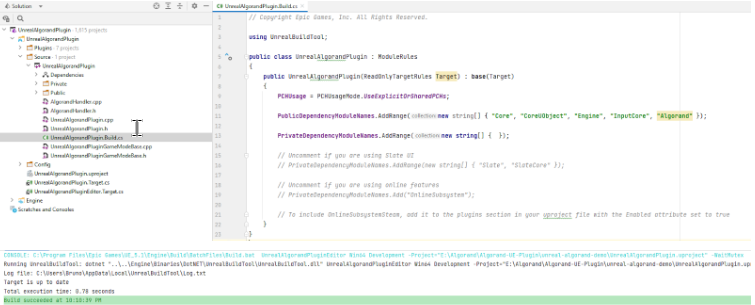 Solution
UnrealAlgorandPlugin.Build.cs
UnrealAlgorandPlugin
UnrealAlgorandPlugin
Plugins · 7 projects
Source · 1 project
UnrealAlgorandPlugin
Dependencies
Private
Public
AlgorandHandler.cpp
AlgorandHandler.h
UnrealAlgorandPlugin.cpp
UnrealAlgorandPlugin.h
UnrealAlgorandPlugin.Build.cs
UnrealAlgorandPluginGameModeBase.cpp
UnrealAlgorandPluginGameModeBase.h
Config
UnrealAlgorandPlugin.uproject
UnrealAlgorandPlugin.Target.cs
UnrealAlgorandPluginEditor.Target.cs
Engine
Scratches and Consoles
// Copyright Epic Games, Inc. All Rights Reserved.
using UnrealBuildTool;
public class UnrealAlgorandPlugin : ModuleRules
{
public UnrealAlgorandPlugin(ReadOnlyTargetRules Target) : base(Target)
{
PCHUsage = PCHUsageMode.UseExplicitOrSharedPCHs;
PublicDependencyModuleNames.AddRange(collection:new string[] { "Core", "CoreUObject", "Engine", "InputCore", "Algorand" });
PrivateDependencyModuleNames.AddRange(collection:new string[] { });
// Uncomment if you are using Slate UI
// PrivateDependencyModuleNames.AddRange(new string[] { "Slate", "SlateCore" });
// Uncomment if you are using online features
// PrivateDependencyModuleNames.Add("OnlineSubsystem");
// To include OnlineSubsystemSteam, add it to the plugins section in your uproject file with the Enabled attribute set to true
}
}
CONSOLE: C:\Program Files\Epic Games\UE_5.1\Engine\Build\BatchFiles\Build.bat UnrealAlgorandPluginEditor Win64 Development -Project="E:\Algorand\Algorand-UE-Plugin\unreal-algorand-demo\UnrealAlgorandPlugin.uproject" -WaitMutex
Running UnrealBuildTool: dotnet "..\..\Engine\Binaries\DotNET\UnrealBuildTool\UnrealBuildTool.dll" UnrealAlgorandPluginEditor Win64 Development -Project="E:\Algorand\Algorand-UE-Plugin\unreal-algorand-demo\UnrealAlgorandPlugin.up
Log file: C:\Users\Bruno\AppData\Local\UnrealBuildTool\Log.txt
Target is up to date
Total execution time: 0.78 seconds
Build succeeded at 10:18:39 PM